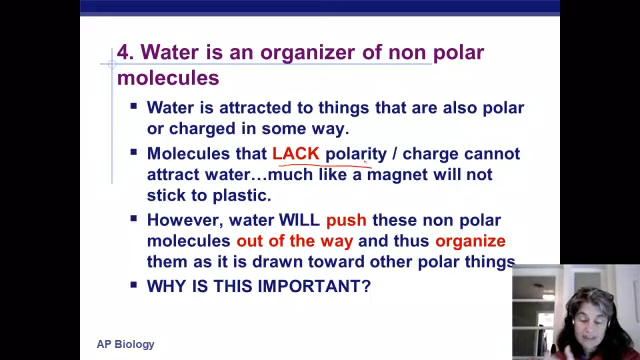 4. Water is an organizer of non polar
molecules
Water is attracted to things that are also polar
or charged in some way.
Molecules that LACK polarity / charge cannot
attract water…much like a magnet will not
stick to plastic.
However, water WILL push these non polar
molecules out of the way and thus organize
them as it is drawn toward other polar things
WHY IS THIS IMPORTANT?
AP Biology